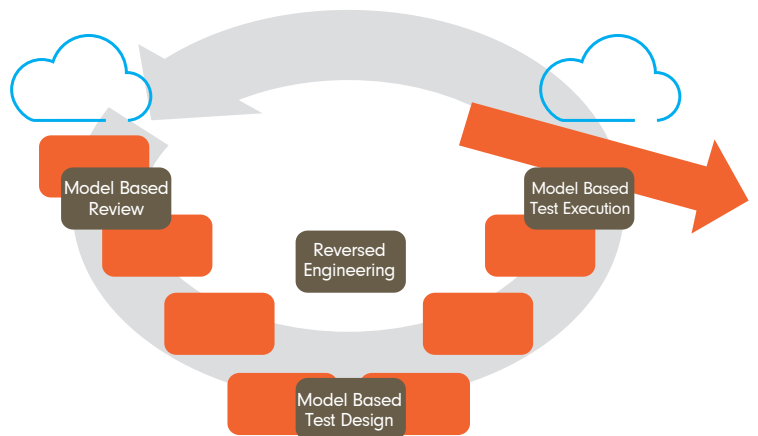 Model Based
Review
Model Based
Test Execution
Reversed
Engineering
Model Based
Test Design